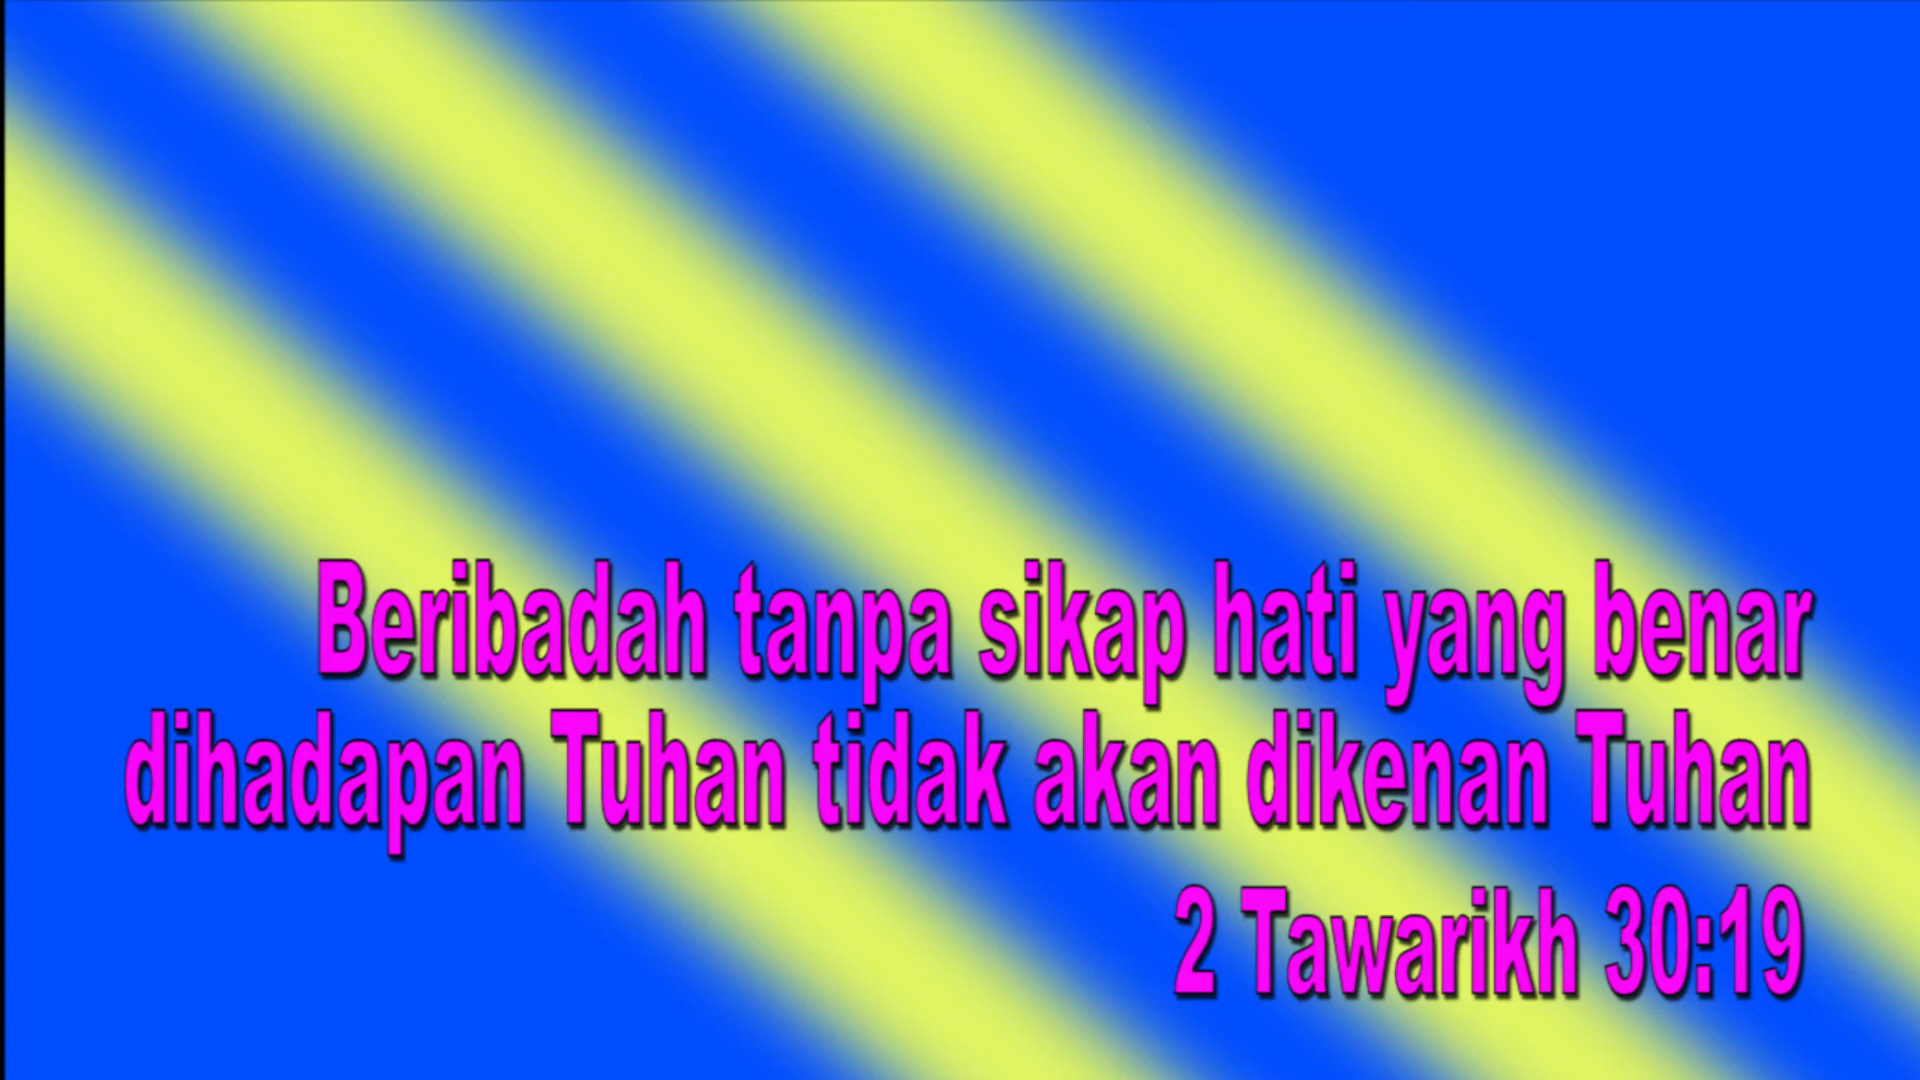 Beribadah tanpa sikap hati yang benar
dihadapan Tuhan tidak akan dikenan Tuhan
2 Tawarikh 30:19